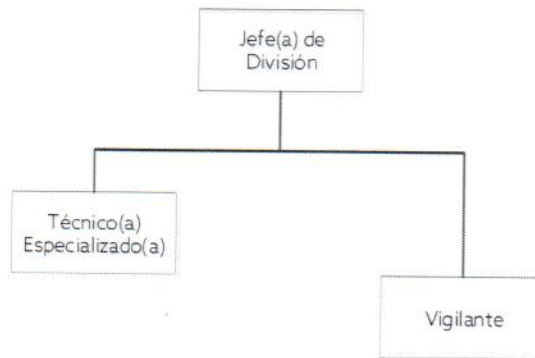 Jefe(a) de
División
Técnico(a)
Especializado(a)
Vigilante